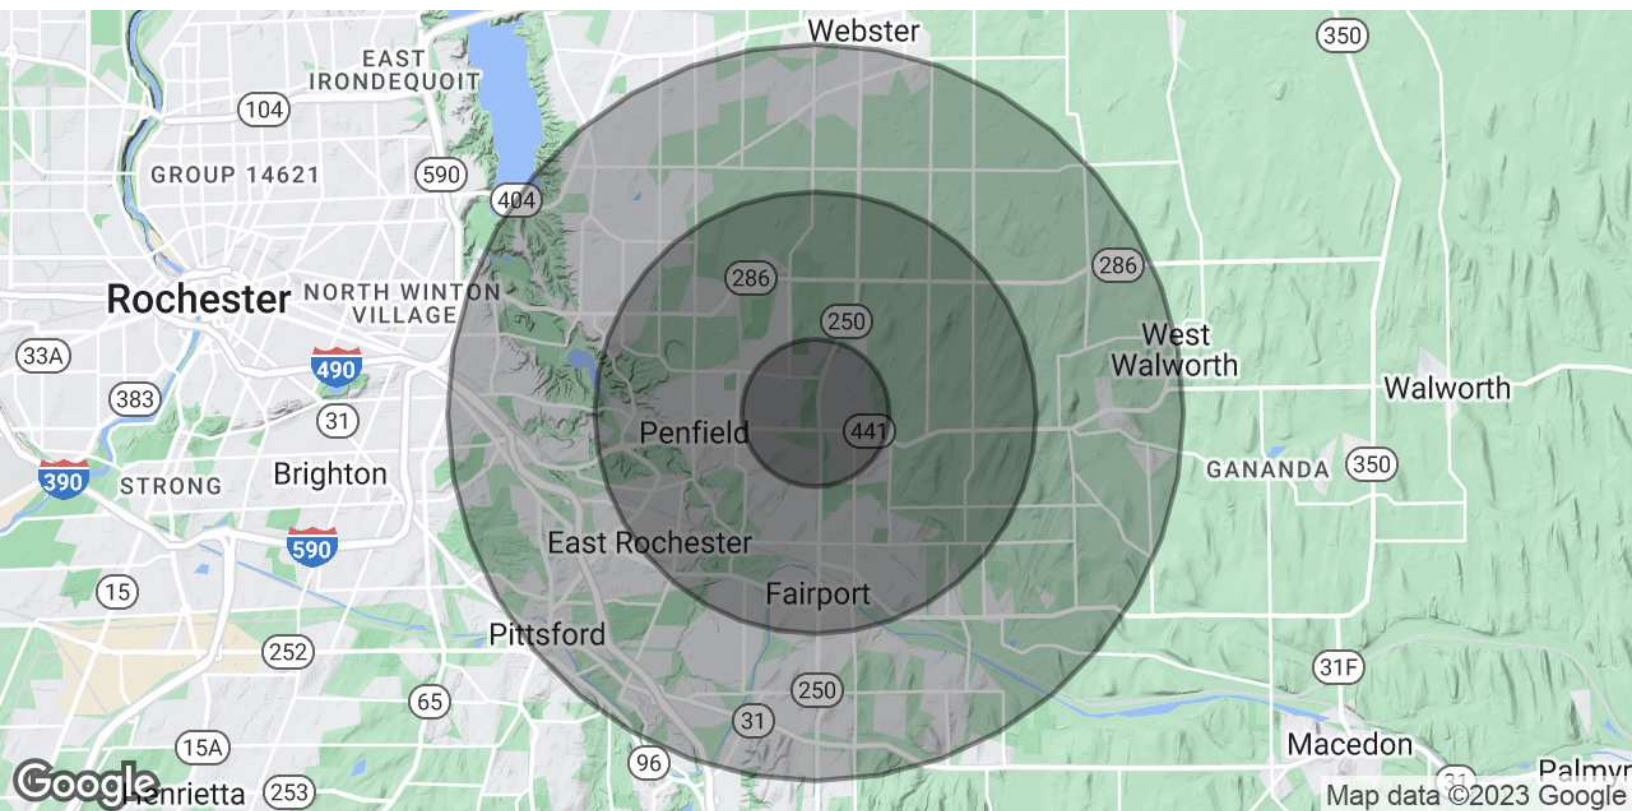 Webster
350
EAST
IRONDEQUOIT
104
GROUP 14621
590
404
286
286
Rochester
NORTH WINTON
VILLAGE
250
West
Walworth
33A
490
383
31
Walworth
441
Penfield
Brighton
390
STRONG
GANANDA
350
East Rochester
590
15
Fairport
Pittsford
252
31F
65
250
31
15A
Macedon
96
Google
Henrietta
253
31
Palmyr
Map data ©2023 Google